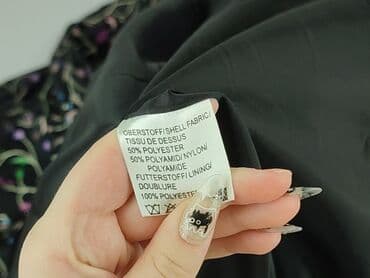 OBERSTOFF/SHELL FABRIC/
TISSU DE DESSUS
50% POLYESTER
50% POLYAMID/NYLON/
POLYAMIDE
FUTTERSTOFF/LINING/
DOUBLURE
100% POLYESTER